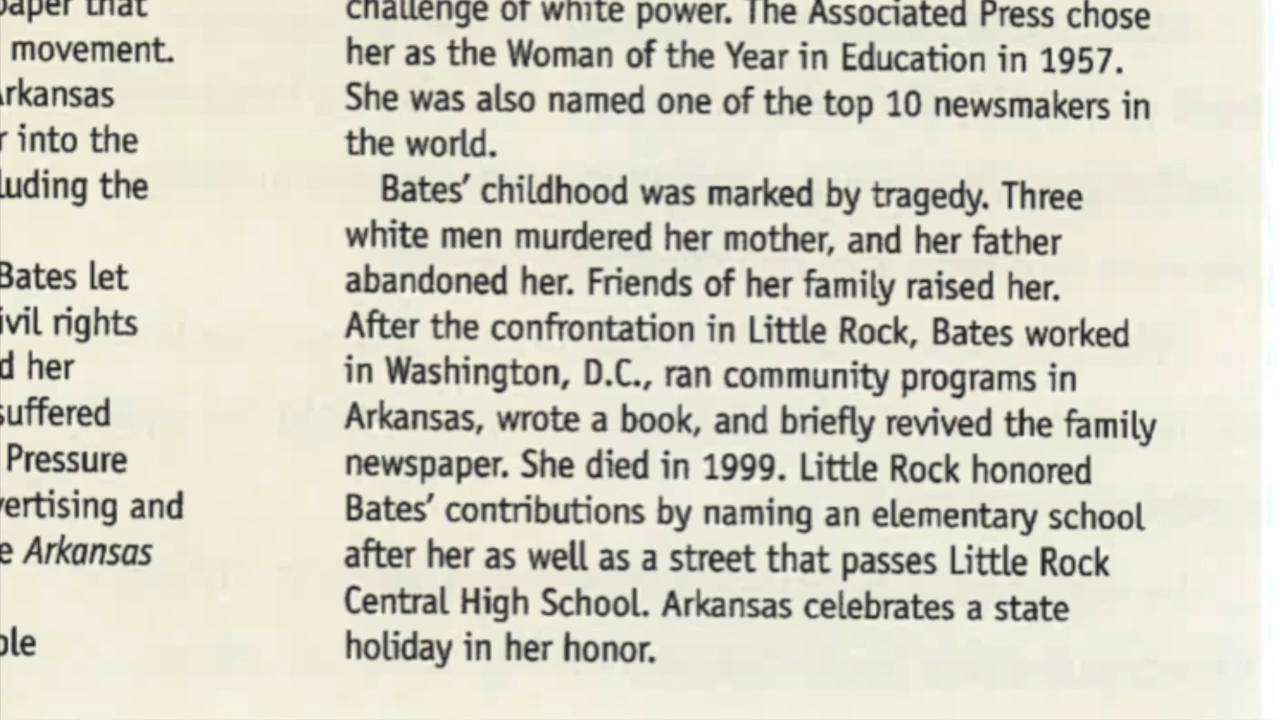 paper that
movement.
Arkansas
into the
the
Bates let
rights
her
suffered
Pressure
and
Arkansas
challenge of white power. The Associated Press chose
her as the Woman of the Year in Education in 1957.
She was also named one of the top 10 newsmakers in
the world.
Bates’ childhood was marked by tragedy. Three
white men murdered her mother, and her father
abandoned her. Friends of her family raised her.
After the confrontation in Little Rock, Bates worked
in Washington, D.C., ran community programs in
Arkansas, wrote a book, and briefly revived the family
newspaper. She died in 1999. Little Rock honored
Bates’ contributions by naming an elementary school
after her as well as a street that passes Little Rock
Central High School. Arkansas celebrates a state
holiday in her honor.